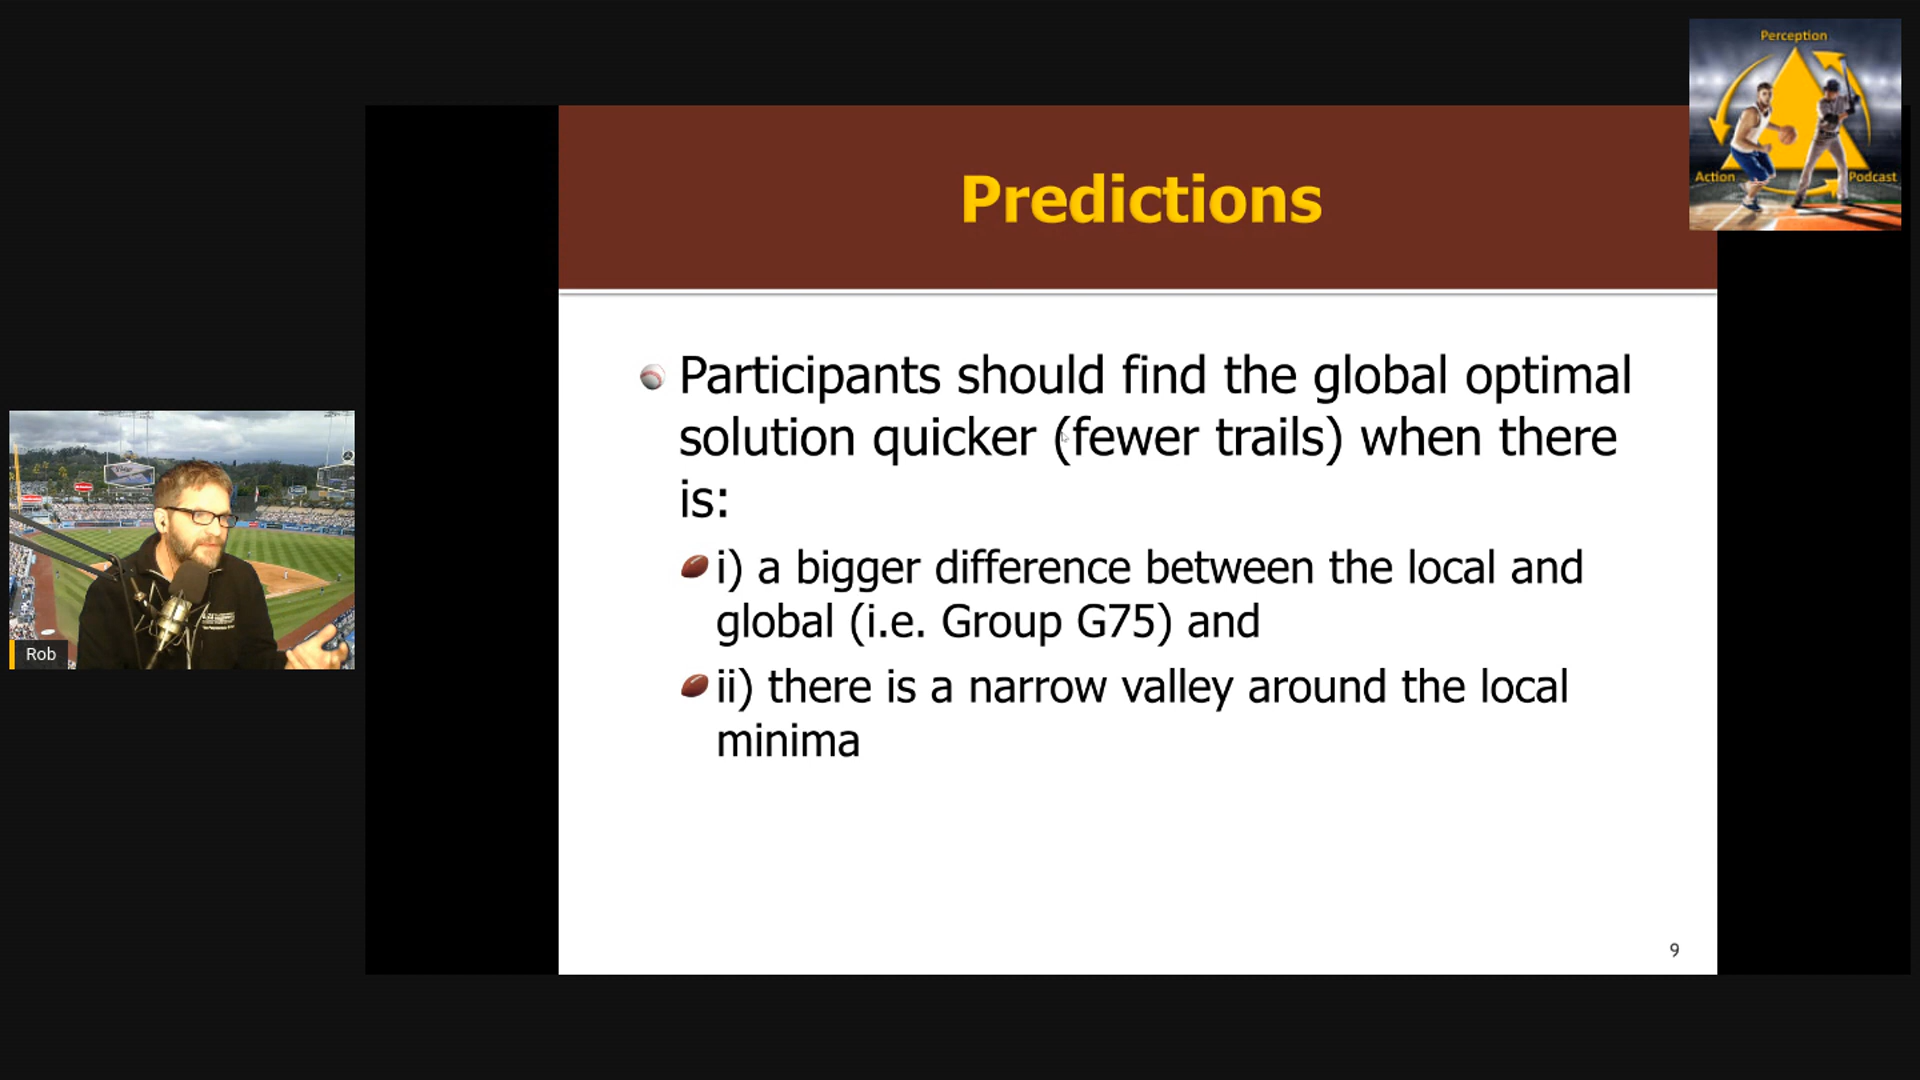 Perception
Action
Podcast
Predictions
Participants should find the global optimal
solution quicker (fewer trails) when there
is:
i) a bigger difference between the local and
global (i.e. Group G75) and
ii) there is a narrow valley around the local
minima
9
Rob